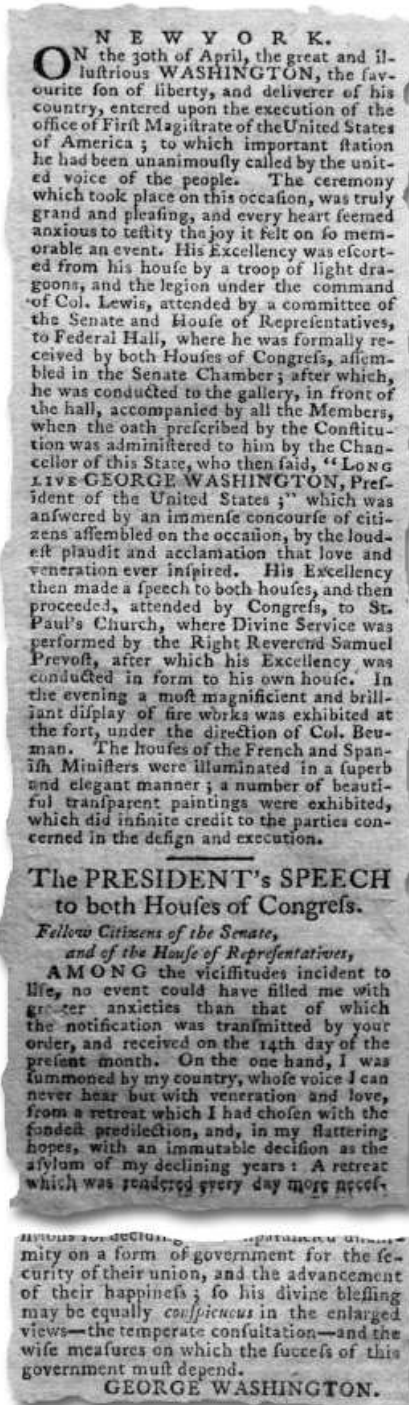 NEWYORK.
ON the 30th of April, the great and il-
luſtrious WASHINGTON, the fav-
ourite ſon of liberty, and deliverer of his
country, entered upon the execution of the
office of Firſt Magiſtrate of the United States
of America ; to which important ſtation
he had been unanimouſly called by the unit-
ed voice of the people. The ceremony
which took place on this occaſion, was truly
grand and pleaſing, and every heart ſeemed
anxious to teſtity the joy it felt on ſo mem-
orable an event. His Excellency was eſcort-
ed from his houſe by a troop of light dra-
goons, and the legion under the command
of Col. Lewis, attended by a committee of
the Senate and Houſe of Repreſentatives,
to Federal Hall, where he was formally re-
ceived by both Houſes of Congreſs, aſſem-
bled in the Senate Chamber ; after which,
he was conducted to the gallery, in front of
the hall, accompanied by all the Members,
when the oath preſcribed by the Conſtitu-
tion was adminiſtered to him by the Chan-
cellor of this State, who then ſaid, "LONG
LIVE GEORGE WASHINGTON, Preſ-
ident of the United States ;" which was
anſwered by an immenſe concourſe of citi-
zens aſſembled on the occaſion, by the loud-
eſt plaudit and acclamation that love and
veneration ever inſpired. His Excellency
then made a ſpeech to both houſes, and then
proceeded, attended by Congreſs, to St.
Paul's Church, where Divine Service was
performed by the Right Reverend Samuel
Prevoſt, after which his Excellency was
conducted in form to his own houſe. In
the evening a moſt magnificient and brill-
iant diſplay of fire works was exhibited at
the fort, under the direction of Col. Beu-
man. The houſes of the French and Span-
iſh Miniſters were illuminated in a ſuperb
and elegant manner ; a number of beauti-
ful tranſparent paintings were exhibited,
which did infinite credit to the parties con-
cerned in the deſign and execution.
The PRESIDENT's SPEECH
to both Houſes of Congreſs.
Fellow Citizens of the Senate,
and of the Houſe of Repreſentatives,
AMONG the viciſſitudes incident to
life, no event could have filled me with
greater anxieties than that of which
the notification was tranſmitted by your
order, and received on the 14th day of the
preſent month. On the one hand, I was
ſummoned by my country, whoſe voice I can
never hear but with veneration and love,
from a retreat which I had choſen with the
fondeſt predilection, and, in my flattering
hopes, with an immutable deciſion as the
aſylum of my declining years : A retreat
which was rendered every day more neceſ-
mity on a form of government for the ſe-
curity of their union, and the advancement
of their happineſs ; ſo his divine bleſſing
may be equally conſpicucus in the enlarged
views—the temperate conſultation—and the
wiſe meaſures on which the ſucceſs of this
government muſt depend.
GEORGE WASHINGTON.